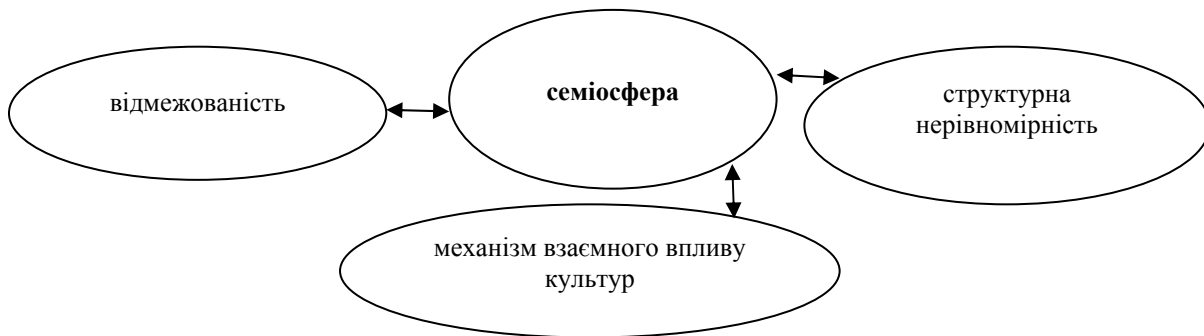 відмежованість
семіосфера
структурна
нерівномірність
механізм взаємного впливу
культур